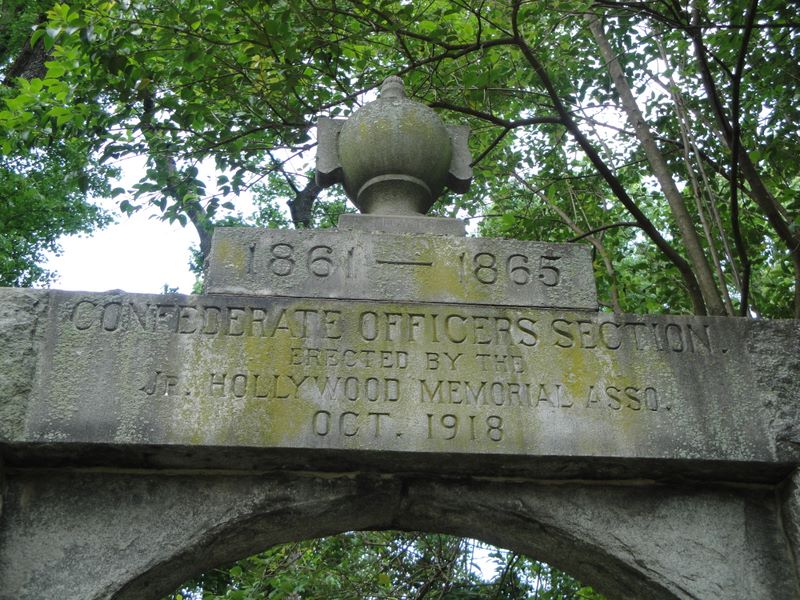 1861 — 1865
CONFEDERATE OFFICERS SECTION.
ERECTED BY THE
JR. HOLLYWOOD MEMORIAL ASSO.
OCT. 1918